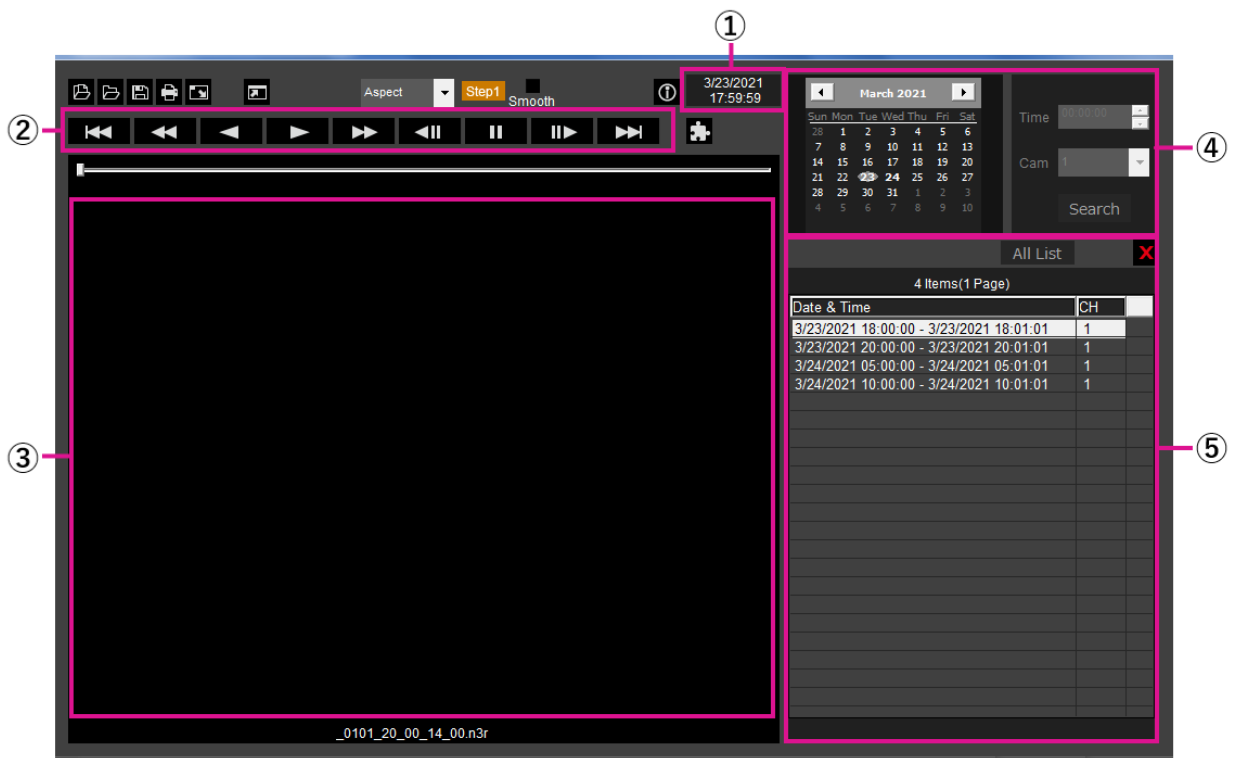 ①
Aspect
Step1
Smooth
3/23/2021
17:59:59
②
March 2021
Sun Mon Tue Wed Thu Fri Sat
28 1 2 3 4 5 6
7 8 9 10 11 12 13
14 15 16 17 18 19 20
21 22 23 24 25 26 27
28 29 30 31 1 2 3
4 5 6 7 8 9 10
Time 00:00:00
Cam 1
Search
④
All List
X
4 Items(1 Page)
Date & Time CH
3/23/2021 18:00:00 - 3/23/2021 18:01:01 1
3/23/2021 20:00:00 - 3/23/2021 20:01:01 1
3/24/2021 05:00:00 - 3/24/2021 05:01:01 1
3/24/2021 10:00:00 - 3/24/2021 10:01:01 1
③
⑤
_0101_20_00_14_00.n3r